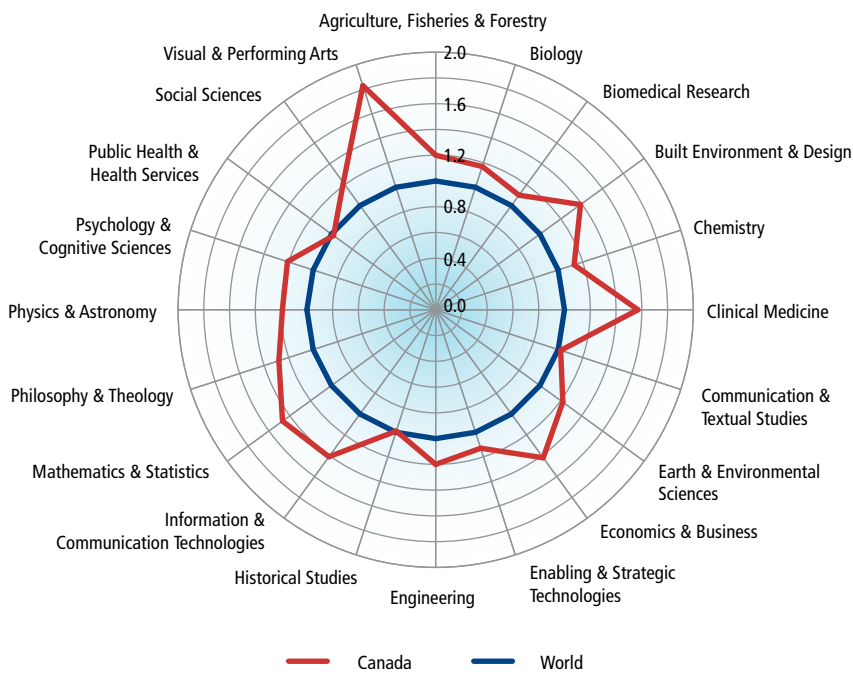 Agriculture, Fisheries & Forestry
Visual & Performing Arts
2.0
Biology
Social Sciences
1.6
Biomedical Research
Public Health &
Health Services
1.2
Built Environment & Design
0.8
Psychology &
Cognitive Sciences
0.4
Chemistry
Physics & Astronomy
0.0
Clinical Medicine
Philosophy & Theology
Communication &
Textual Studies
Mathematics & Statistics
Earth & Environmental
Sciences
Information &
Communication Technologies
Economics & Business
Historical Studies
Enabling & Strategic
Technologies
Engineering
Canada
World